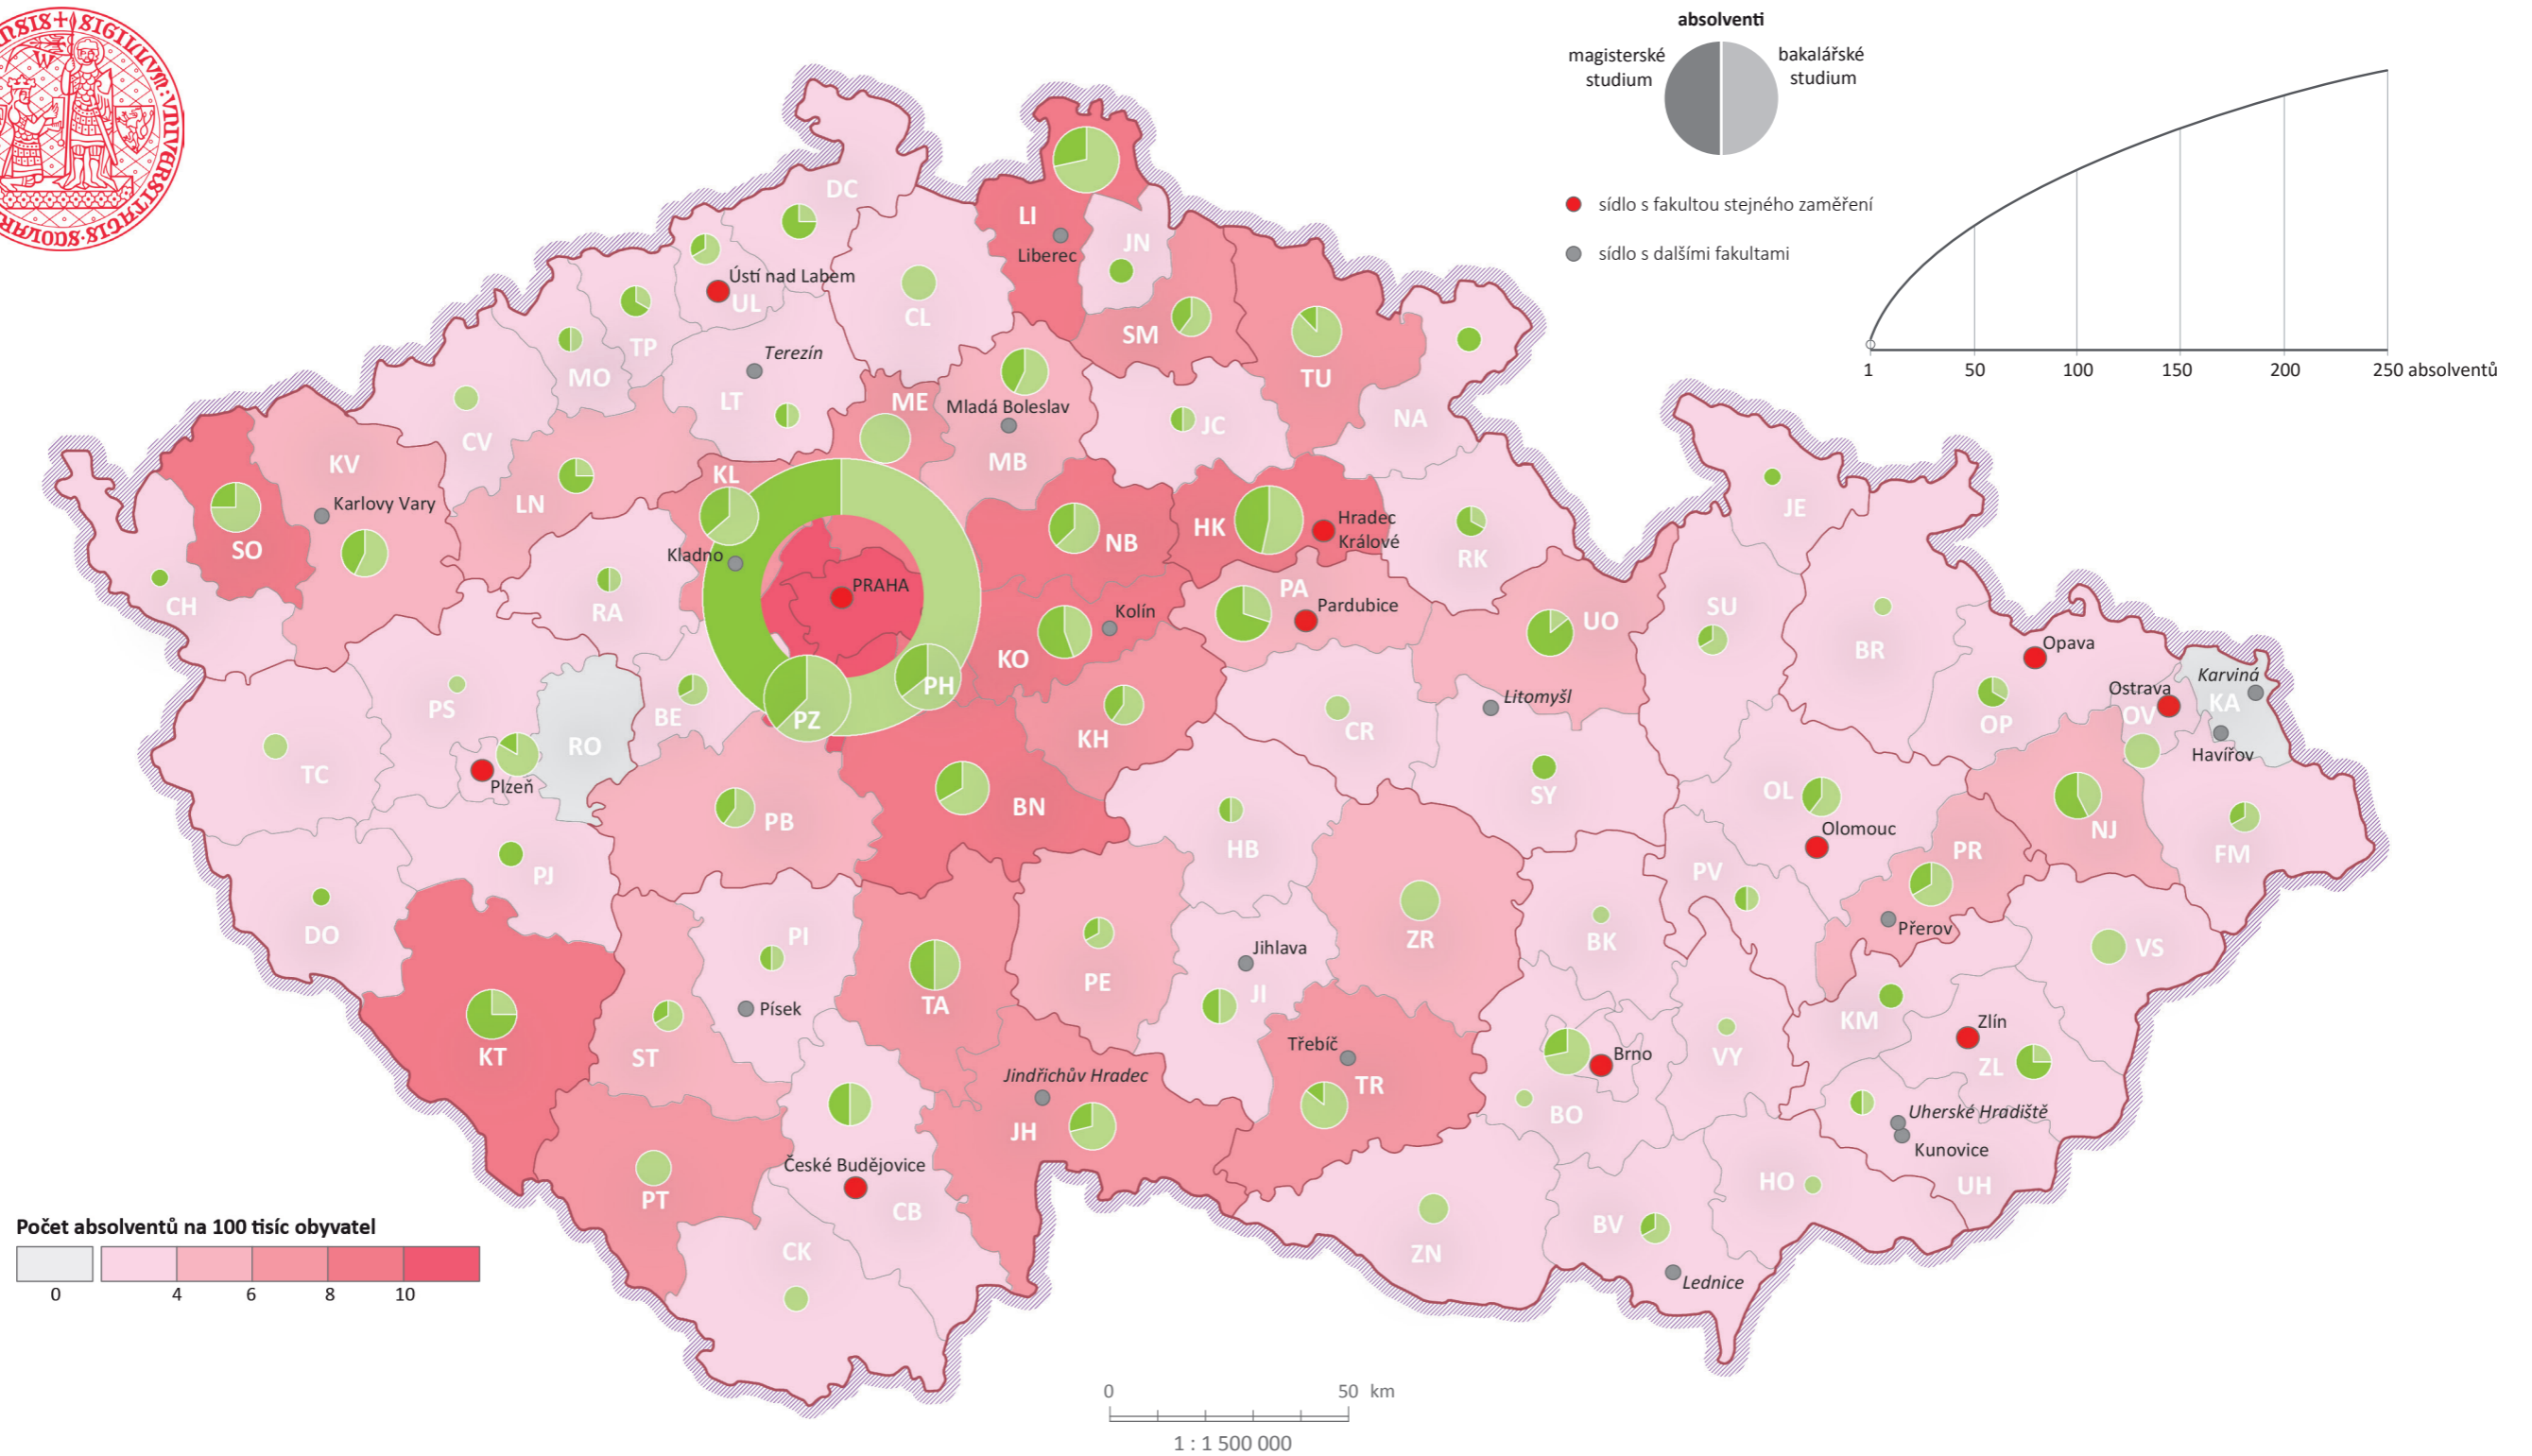 absolventi
magisterské
studium
bakalářské
studium
sídlo s fakultou stejného zaměření
sídlo s dalšími fakultami
1
50
100
150
200
250 absolventů
DC
LI
Liberec
JN
Ústí nad Labem
UL
CL
SM
TU
TP
MO
Terezín
LT
ME
Mladá Boleslav
MB
JC
NA
CV
KV
Karlovy Vary
LN
KL
Kladno
SO
CH
RA
PRAHA
NB
HK
Hradec
Králové
RK
JE
Kolín
KO
PA
Pardubice
UO
SU
BR
Opava
OP
Ostrava
OV
Karviná
KA
Havířov
PS
BE
PZ
PH
KH
CR
Litomyšl
TC
RO
Plzeň
PB
BN
HB
SY
OL
Olomouc
NJ
FM
PJ
DO
PI
Písek
TA
PE
Jihlava
JI
ZR
BK
PV
PR
Přerov
VS
KT
ST
Jindřichův Hradec
JH
Třebíč
TR
Brno
BO
VY
KM
Zlín
ZL
Uherské Hradiště
Kunovice
UH
PT
České Budějovice
CB
CK
ZN
BV
Lednice
HO
Počet absolventů na 100 tisíc obyvatel
0
4
6
8
10
0
50 km
1 : 1 500 000